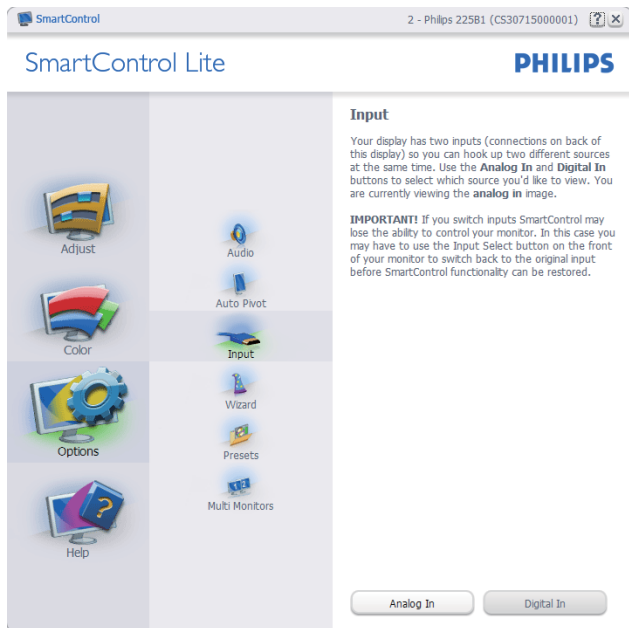 SmartControl
2 - Philips 225B1 (CS30715000001)
?
SmartControl Lite
PHILIPS
Adjust
Color
Options
?
Help
Audio
Auto Pivot
Input
Wizard
Presets
1 2
Multi Monitors
Input
Your display has two inputs (connections on back of
this display) so you can hook up two different sources
at the same time. Use the Analog In and Digital In
buttons to select which source you'd like to view. You
are currently viewing the analog in image.
IMPORTANT! If you switch inputs SmartControl may
lose the ability to control your monitor. In this case you
may have to use the Input Select button on the front
of your monitor to switch back to the original input
before SmartControl functionality can be restored.
Analog In
Digital In